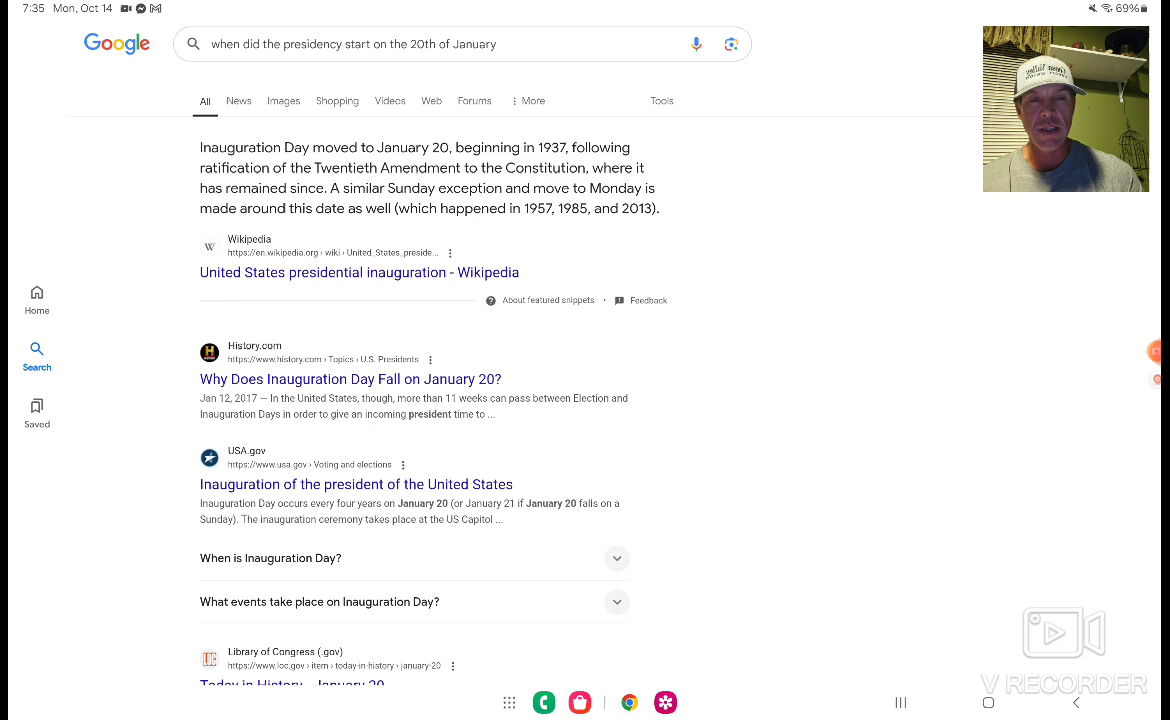 7:35 Mon, Oct 14
69%
Google
when did the presidency start on the 20th of January
All News Images Shopping Videos Web Forums More Tools
Inauguration Day moved to January 20, beginning in 1937, following
ratification of the Twentieth Amendment to the Constitution, where it
has remained since. A similar Sunday exception and move to Monday is
made around this date as well (which happened in 1957, 1985, and 2013).
W
Wikipedia
https://en.wikipedia.org › wiki › United_States_preside...
United States presidential inauguration - Wikipedia
About featured snippets • Feedback
Home
Search
Saved
H
History.com
https://www.history.com › Topics › U.S. Presidents
Why Does Inauguration Day Fall on January 20?
Jan 12, 2017 — In the United States, though, more than 11 weeks can pass between Election and
Inauguration Days in order to give an incoming president time to ...
USA.gov
https://www.usa.gov › Voting and elections
Inauguration of the president of the United States
Inauguration Day occurs every four years on January 20 (or January 21 if January 20 falls on a
Sunday). The inauguration ceremony takes place at the US Capitol ...
When is Inauguration Day?
What events take place on Inauguration Day?
Library of Congress (.gov)
https://www.loc.gov › item › today-in-history › january-20
Today in History - January 20
V RECORDER